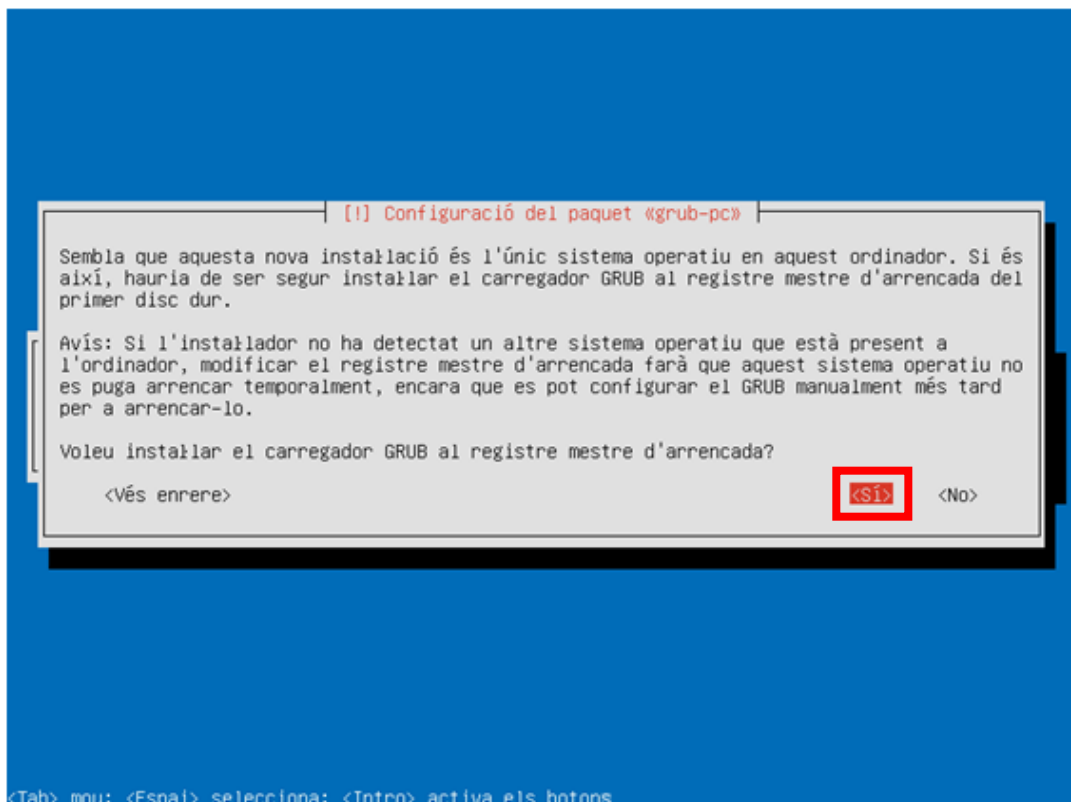 [!] Configuració del paquet «grub-pc»
Sembla que aquesta nova instaŀlació és l'únic sistema operatiu en aquest ordinador. Si és
així, hauria de ser segur instaŀlar el carregador GRUB al registre mestre d'arrencada del
primer disc dur.
Avís: Si l'instaŀlador no ha detectat un altre sistema operatiu que està present a
l'ordinador, modificar el registre mestre d'arrencada farà que aquest sistema operatiu no
es puga arrencar temporalment, encara que es pot configurar el GRUB manualment més tard
per a arrencar-lo.
Voleu instaŀlar el carregador GRUB al registre mestre d'arrencada?
<Vés enrere> <Sí> <No>
<Tab> mou; <Espai> selecciona; <Intro> activa els botons